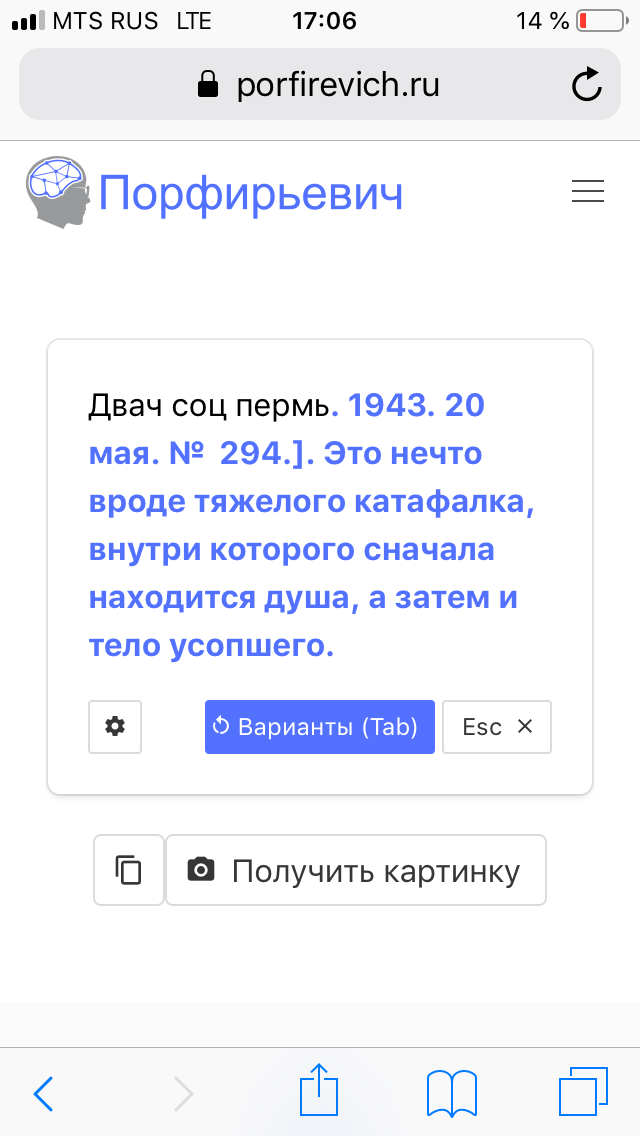 MTS RUS LTE 17:06 14 %
porfirevich.ru
Порфирьевич
Двач соц пермь. 1943. 20
мая. № 294.]. Это нечто
вроде тяжелого катафалка,
внутри которого сначала
находится душа, а затем и
тело усопшего.
Варианты (Tab) Esc ×
Получить картинку